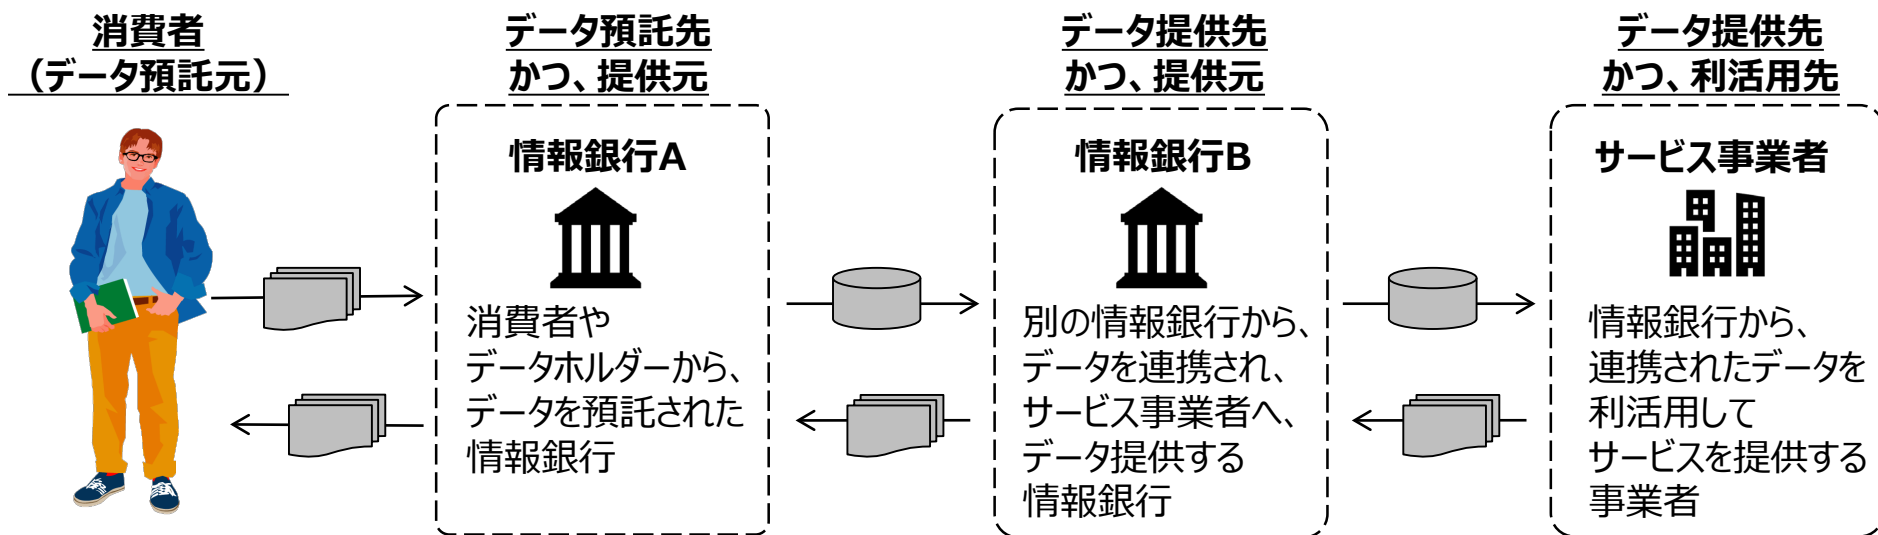 消費者
（データ預託元）
データ預託先
かつ、提供元
情報銀行A
消費者や
データホルダーから、
データを預託された
情報銀行
データ提供先
かつ、提供元
情報銀行B
別の情報銀行から、
データを連携され、
サービス事業者へ、
データ提供する
情報銀行
データ提供先
かつ、利活用先
サービス事業者
情報銀行から、
連携されたデータを
利活用して
サービスを提供する
事業者